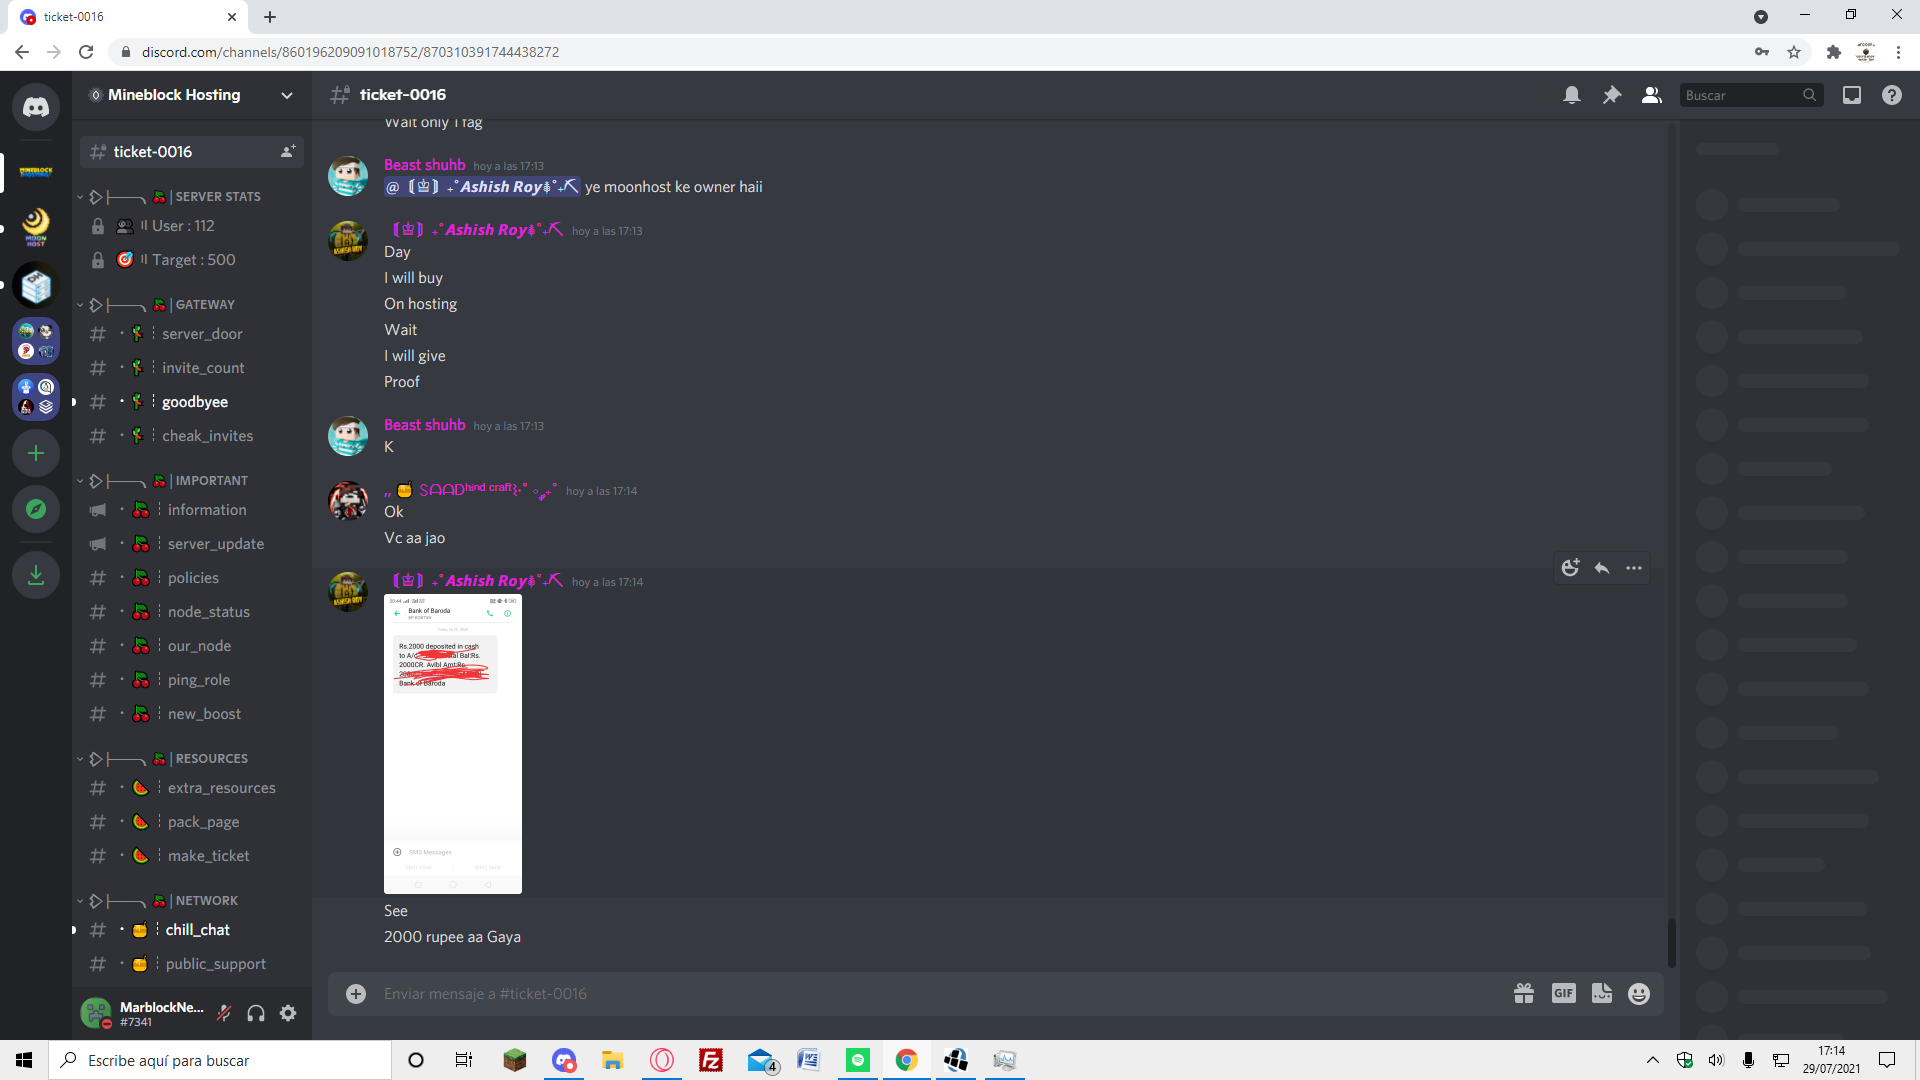 ticket-0016
discord.com/channels/860196209091018752/870310391744438272
Mineblock Hosting
ticket-0016
Buscar
ticket-0016
SERVER STATS
User : 112
Target : 500
GATEWAY
server_door
invite_count
goodbyee
cheak_invites
IMPORTANT
information
server_update
policies
node_status
our_node
ping_role
new_boost
RESOURCES
extra_resources
pack_page
make_ticket
NETWORK
chill_chat
public_support
MarblockNe...
#7341
Wait only 1 fag
Beast shuhb hoy a las 17:13
@ Ashish Roy ye moonhost ke owner haii
Ashish Roy hoy a las 17:13
Day
I will buy
On hosting
Wait
I will give
Proof
Beast shuhb hoy a las 17:13
K
SAAD hind craft hoy a las 17:14
Ok
Vc aa jao
Ashish Roy hoy a las 17:14
Bank of Baroda
Rs.2000 deposited in cash
to A/c Bal:Rs.
2000CR. Avlbl Amt:Rs.
Bank of Baroda
SMS Messages
See
2000 rupee aa Gaya
Enviar mensaje a #ticket-0016
GIF
MINEBLOCK
HOSTING
MOON
HOST
Escribe aquí para buscar
4
17:14
29/07/2021